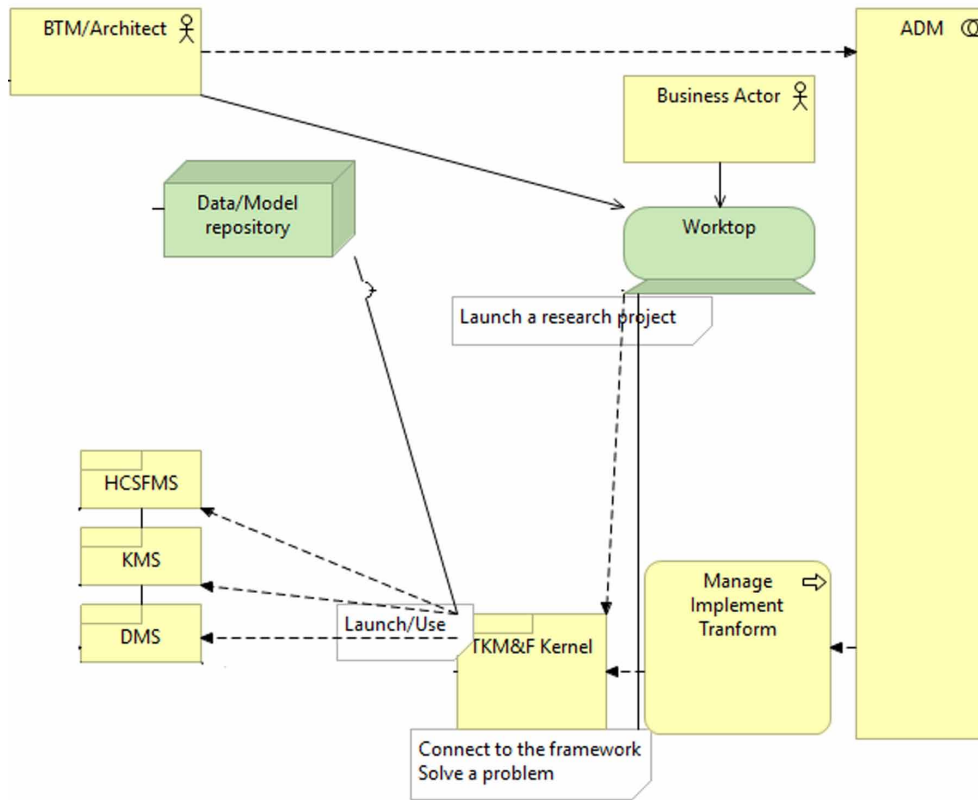 BTM/Architect
ADM
Business Actor
Data/Model
repository
Worktop
Launch a research project
HCSFMS
KMS
DMS
Launch/Use
TKM&F Kernel
Manage
Implement
Tranform
Connect to the framework
Solve a problem